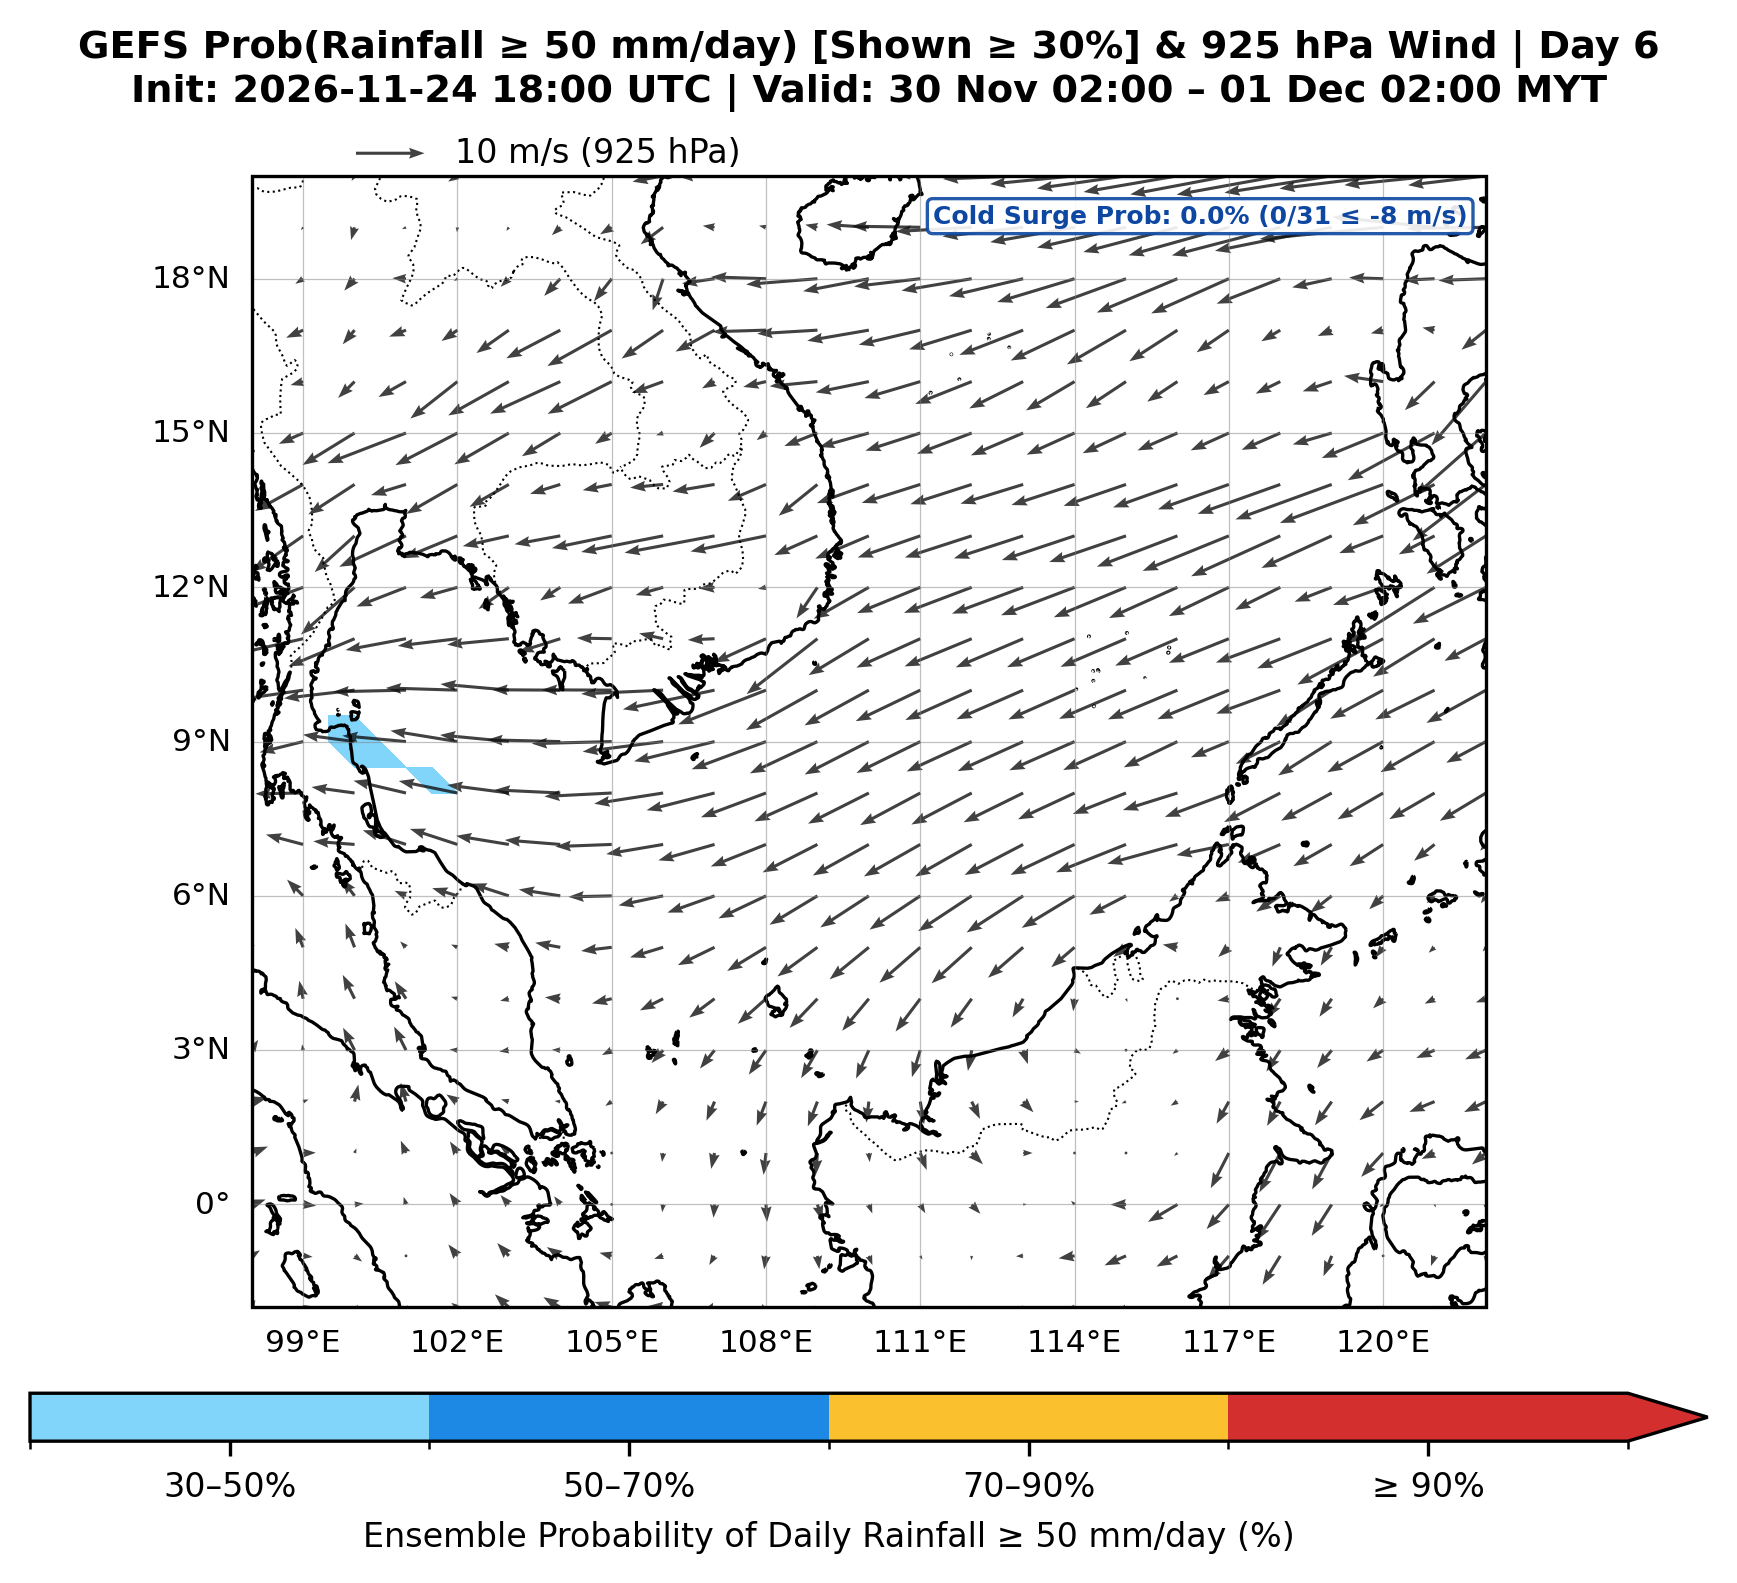 GEFS Prob(Rainfall ≥ 50 mm/day) [Shown ≥ 30%] & 925 hPa Wind | Day 6
Init: 2026-11-24 18:00 UTC | Valid: 30 Nov 02:00 – 01 Dec 02:00 MYT
10 m/s (925 hPa)
Cold Surge Prob: 0.0% (0/31 ≤ -8 m/s)
18°N
15°N
12°N
9°N
6°N
3°N
0°
99°E 102°E 105°E 108°E 111°E 114°E 117°E 120°E
30–50% 50–70% 70–90% ≥ 90%
Ensemble Probability of Daily Rainfall ≥ 50 mm/day (%)